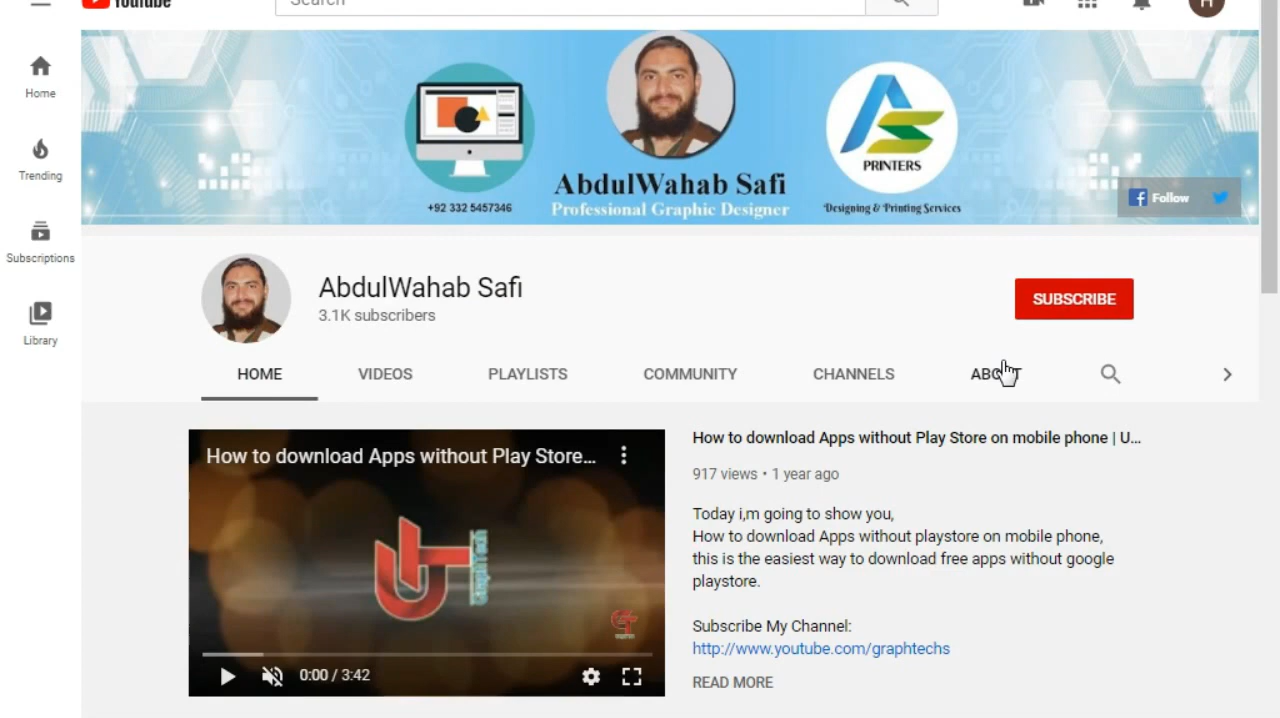 YouTube
Search
H
Home
Trending
Subscriptions
Library
+92 332 5457346
AbdulWahab Safi
Professional Graphic Designer
PRINTERS
Designing & Printing Services
Follow
AbdulWahab Safi
3.1K subscribers
SUBSCRIBE
HOME VIDEOS PLAYLISTS COMMUNITY CHANNELS ABOUT
How to download Apps without Play Store...
0:00 / 3:42
How to download Apps without Play Store on mobile phone | U...
917 views • 1 year ago
Today i,m going to show you,
How to download Apps without playstore on mobile phone,
this is the easiest way to download free apps without google
playstore.
Subscribe My Channel:
http://www.youtube.com/graphtechs
READ MORE